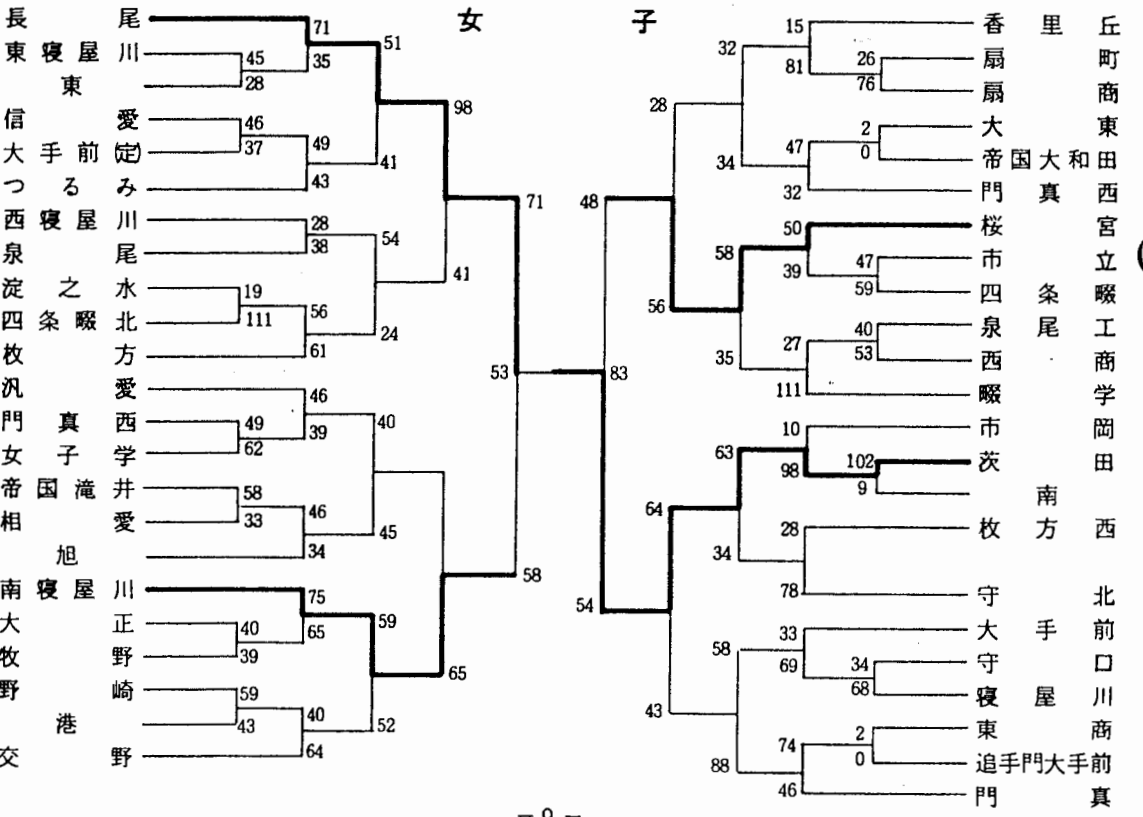 女子
長尾
東寝屋川
東
信愛
大手前(定)
つるみ
西寝屋川
泉尾
淀之水
四条畷北
枚方
汎愛
門真西
女子学
帝国滝井
相愛
旭
南寝屋川
大正
牧野
野崎
港
交野
45
28
46
37
19
111
49
62
58
33
40
39
59
43
71
35
49
43
28
38
56
61
46
39
46
34
75
65
40
64
51
41
54
24
40
45
59
52
98
41
65
71
58
53
83
48
54
28
56
64
43
32
34
58
35
63
34
58
88
15
81
47
32
50
39
27
111
10
98
28
78
33
69
74
46
26
76
2
0
47
59
40
53
102
9
34
68
2
0
香里丘
扇町
扇商
大東
帝国大和田
門真西
桜宮
市立
四条畷
泉尾工
西商
畷学
市岡
茨田
南
枚方西
守北
大手前
守口
寝屋川
東商
追手門大手前
門真